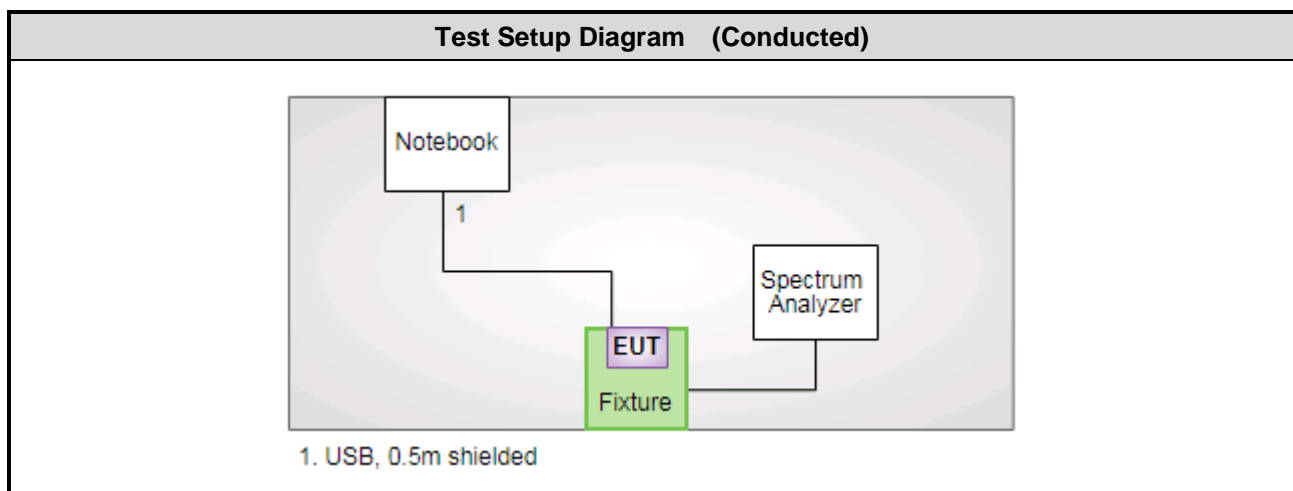 Test Setup Diagram (Conducted)
Notebook
1
Spectrum
Analyzer
EUT
Fixture
1. USB, 0.5m shielded